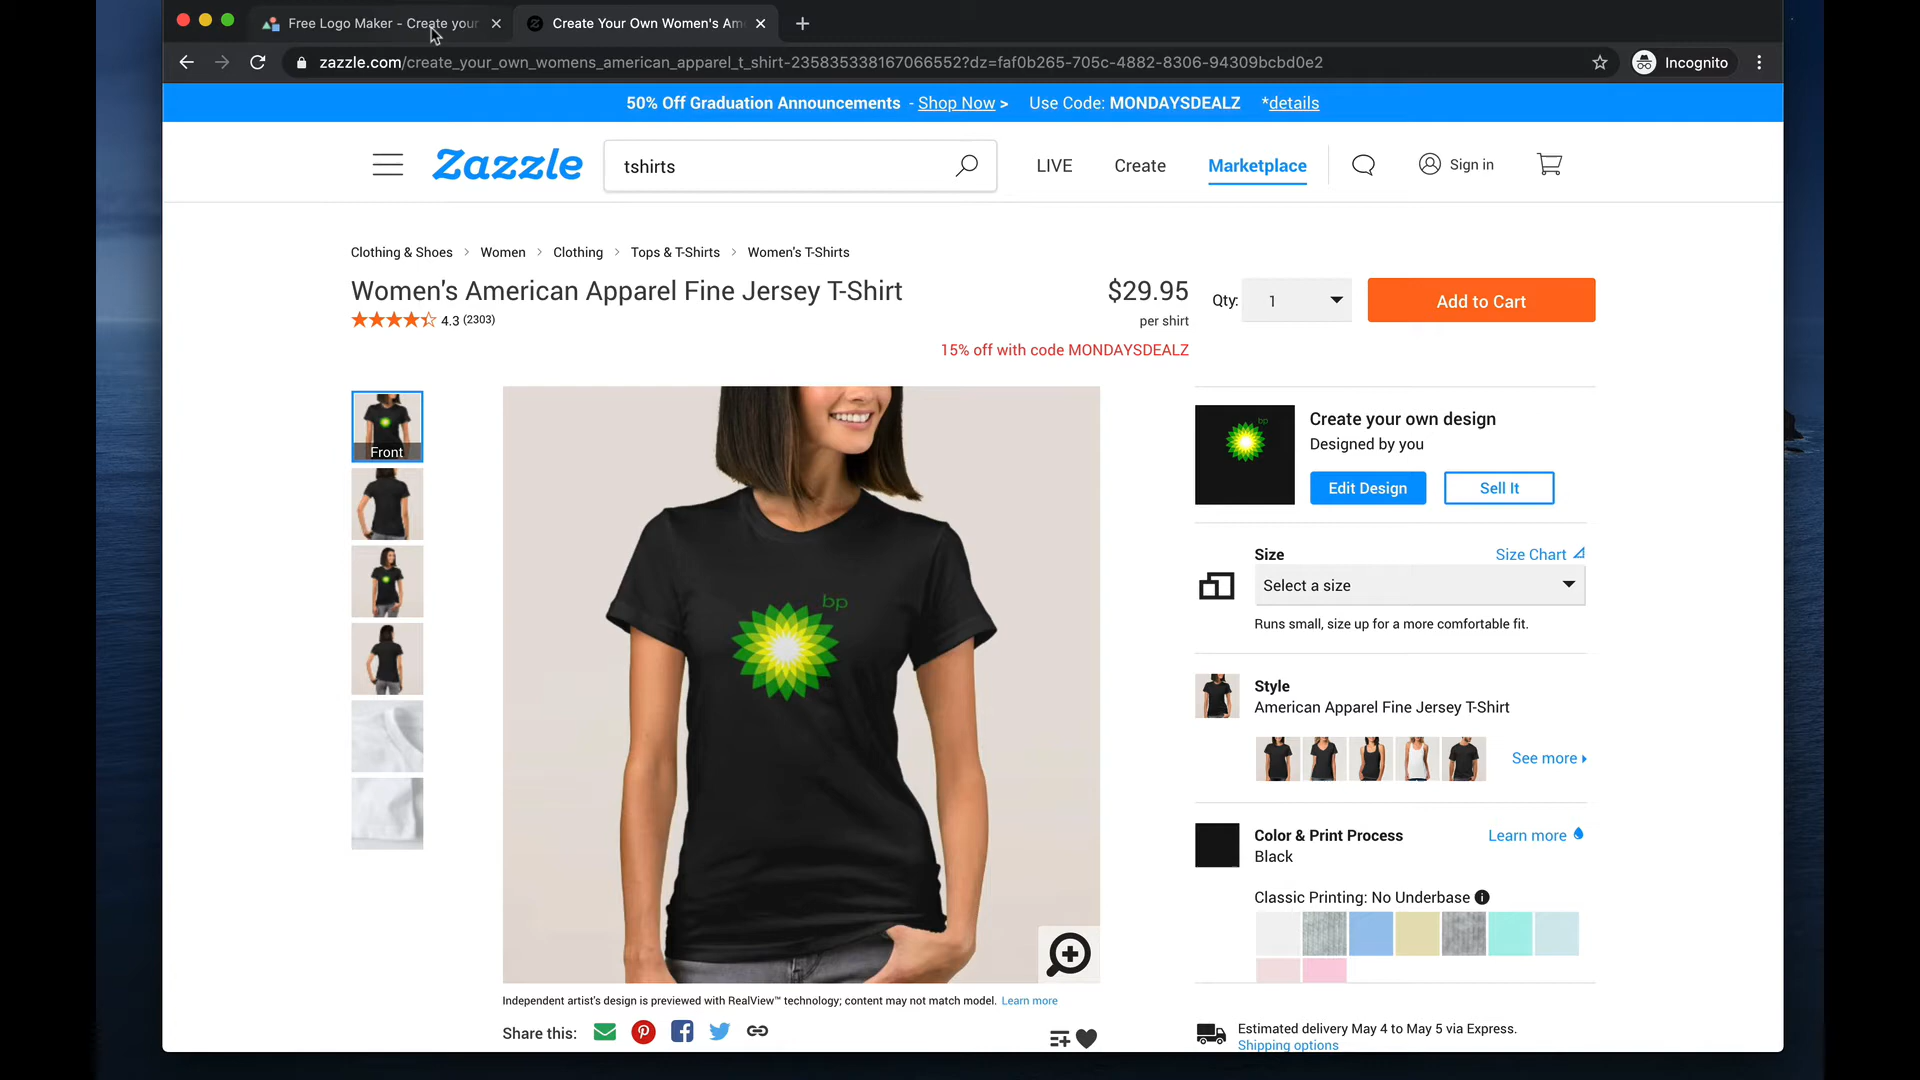 Free Logo Maker - Create your
Create Your Own Women's Am
zazzle.com/create_your_own_womens_american_apparel_t_shirt-235835338167066552?dz=faf0b265-705c-4882-8306-94309bcbd0e2
Incognito
50% Off Graduation Announcements - Shop Now > Use Code: MONDAYSDEALZ *details
Zazzle
tshirts
LIVE
Create
Marketplace
Sign in
Clothing & Shoes > Women > Clothing > Tops & T-Shirts > Women's T-Shirts
Women's American Apparel Fine Jersey T-Shirt
$29.95
Qty: 1
Add to Cart
4.3 (2303)
per shirt
15% off with code MONDAYSDEALZ
Front
bp
bp
Create your own design
Designed by you
Edit Design
Sell It
Size
Size Chart
Select a size
Runs small, size up for a more comfortable fit.
Style
American Apparel Fine Jersey T-Shirt
See more
Color & Print Process
Learn more
Black
Classic Printing: No Underbase
Independent artist's design is previewed with RealView™ technology; content may not match model. Learn more
Share this:
Estimated delivery May 4 to May 5 via Express.
Shipping options